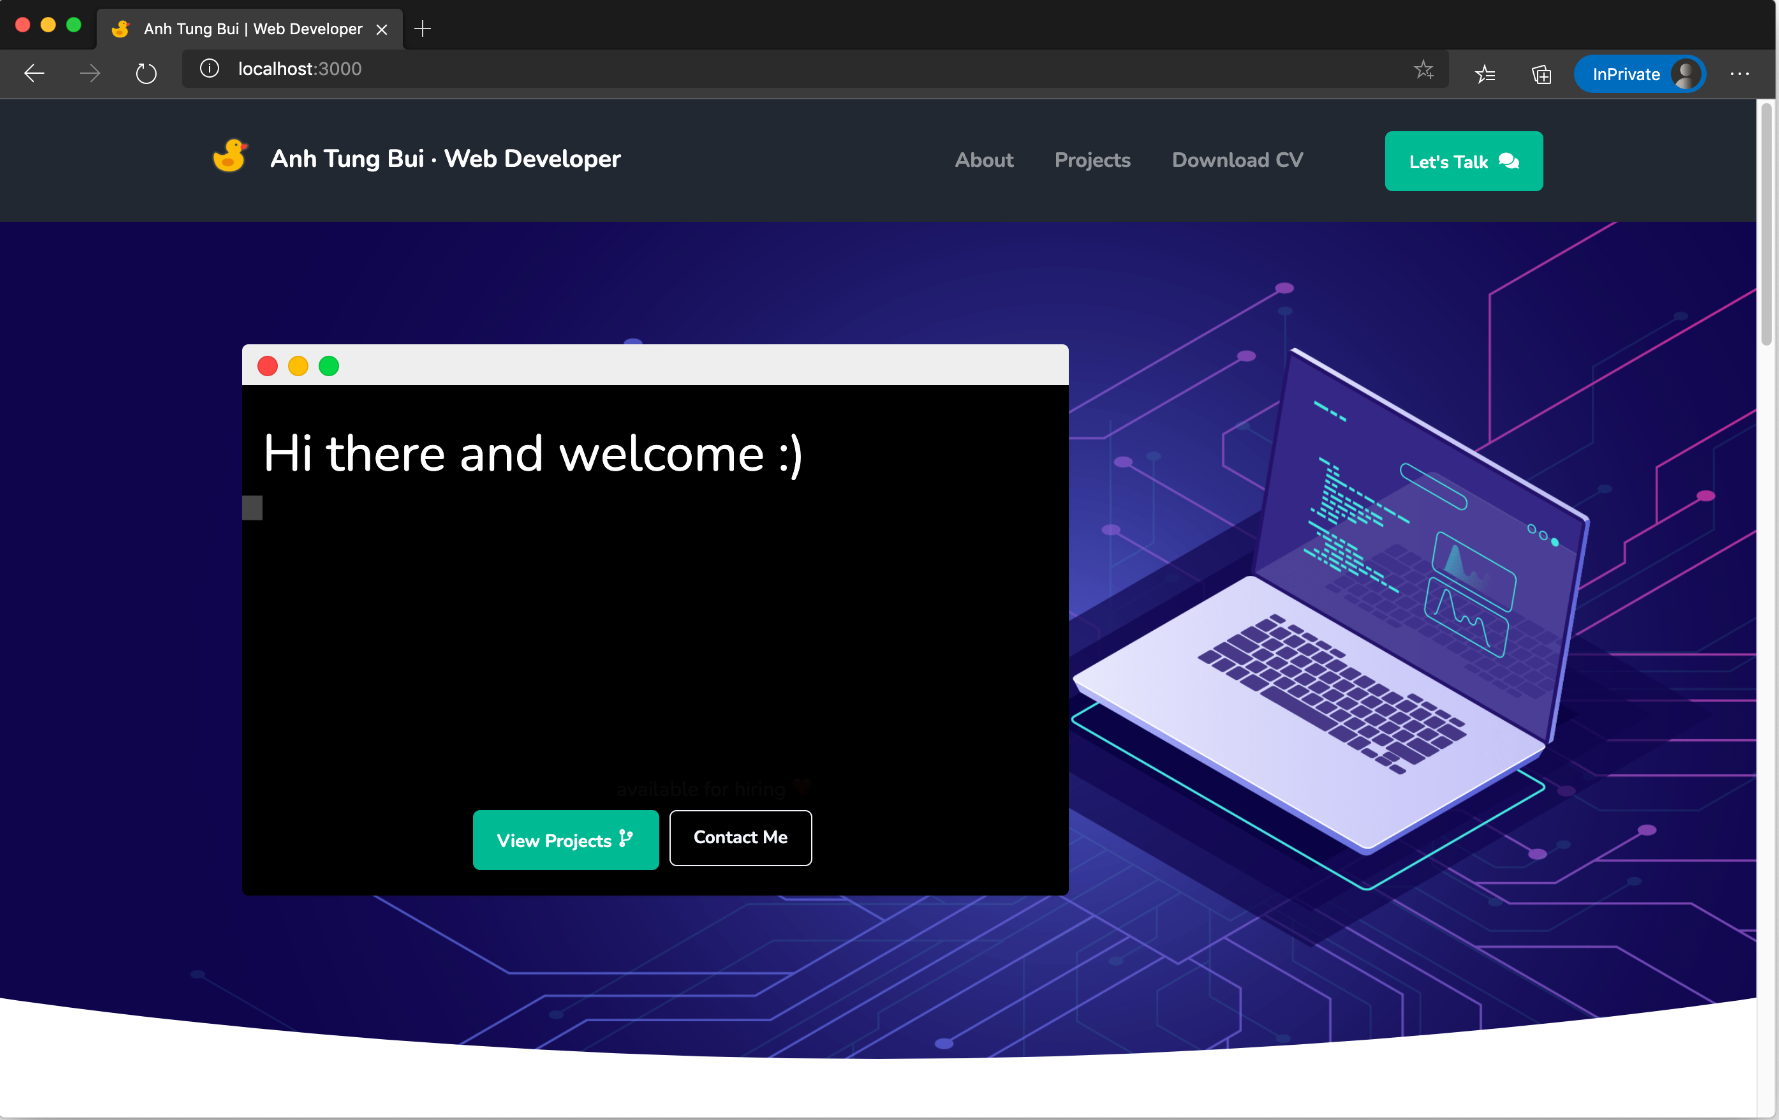 Anh Tung Bui | Web Developer
localhost:3000
InPrivate
Anh Tung Bui · Web Developer
About
Projects
Download CV
Let's Talk
Hi there and welcome :)
available for hiring
View Projects
Contact Me